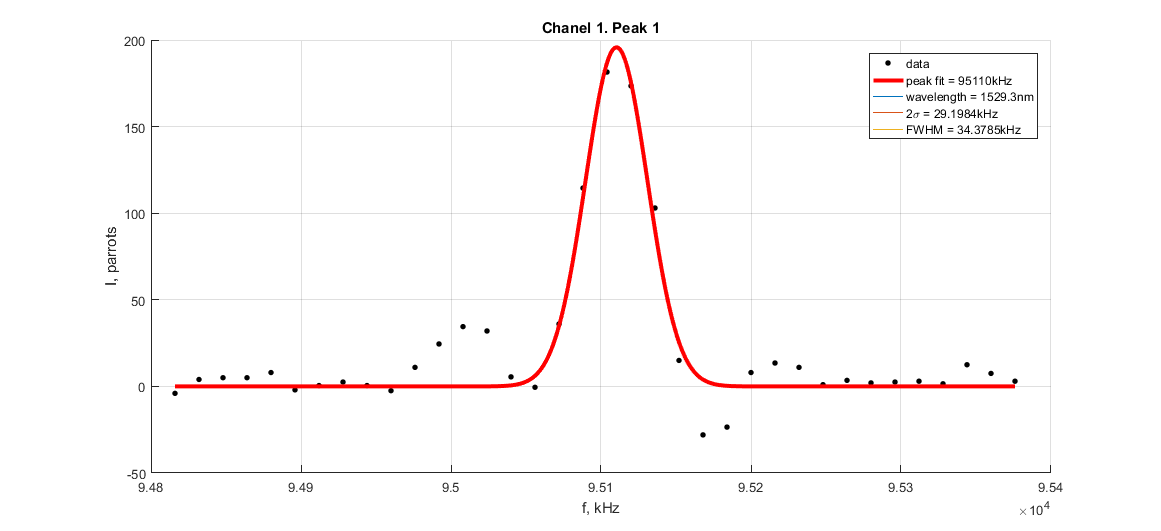 Chanel 1. Peak 1
200
150
100
50
0
-50
I, parrots
data
peak fit = 95110kHz
wavelength = 1529.3nm
2σ = 29.1984kHz
FWHM = 34.3785kHz
9.48 9.49 9.5 9.51 9.52 9.53 9.54
f, kHz
×10⁴